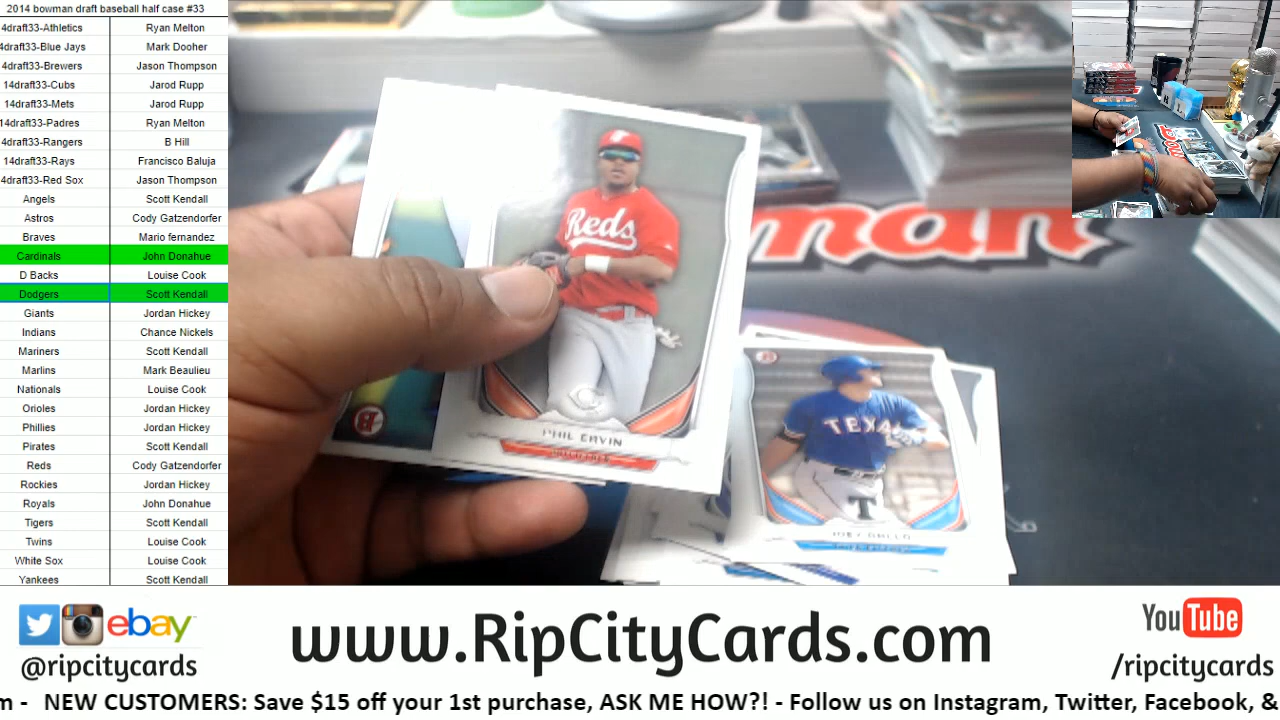 2014 bowman draft baseball half case #33
4draft33-Athletics Ryan Melton
4draft33-Blue Jays Mark Dooher
4draft33-Brewers Jason Thompson
14draft33-Cubs Jarod Rupp
14draft33-Mets Jarod Rupp
14draft33-Padres Ryan Melton
4draft33-Rangers B Hill
14draft33-Rays Francisco Baluja
4draft33-Red Sox Jason Thompson
Angels Scott Kendall
Astros Cody Gatzendorfer
Braves Mario fernandez
Cardinals John Donahue
D Backs Louise Cook
Dodgers Scott Kendall
Giants Jordan Hickey
Indians Chance Nickels
Mariners Scott Kendall
Marlins Mark Beaulieu
Nationals Louise Cook
Orioles Jordan Hickey
Phillies Jordan Hickey
Pirates Scott Kendall
Reds Cody Gatzendorfer
Rockies Jordan Hickey
Royals John Donahue
Tigers Scott Kendall
Twins Louise Cook
White Sox Louise Cook
Yankees Scott Kendall
Reds
PHIL ERVIN
man
TEXA
T
JOEY GALLO
ebay
@ripcitycards
www.RipCityCards.com
YouTube
/ripcitycards
m - NEW CUSTOMERS: Save $15 off your 1st purchase, ASK ME HOW?! - Follow us on Instagram, Twitter, Facebook, &